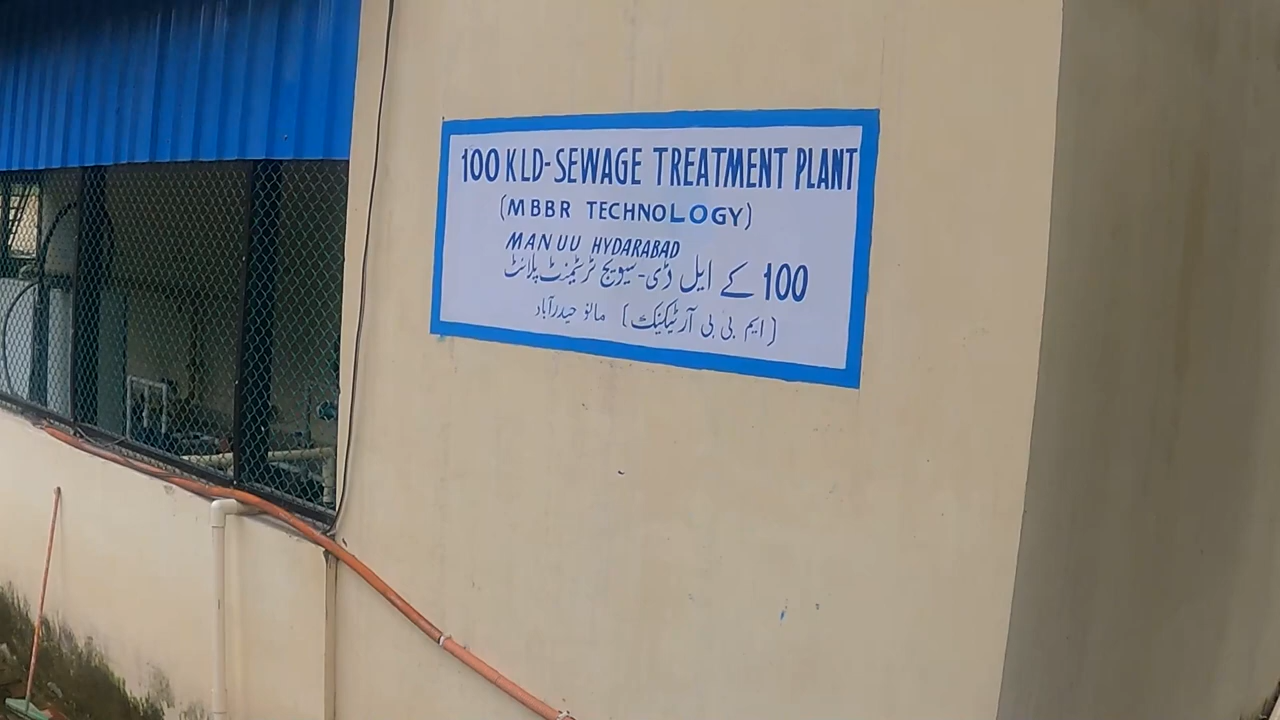 100 KLD-SEWAGE TREATMENT PLANT
(MBBR TECHNOLOGY)
MANUU HYDARABAD
100 کے ایل ڈی-سیویج ٹریٹمنٹ پلانٹ
(ایم بی بی آر ٹیکنیک) مانو حیدرآباد